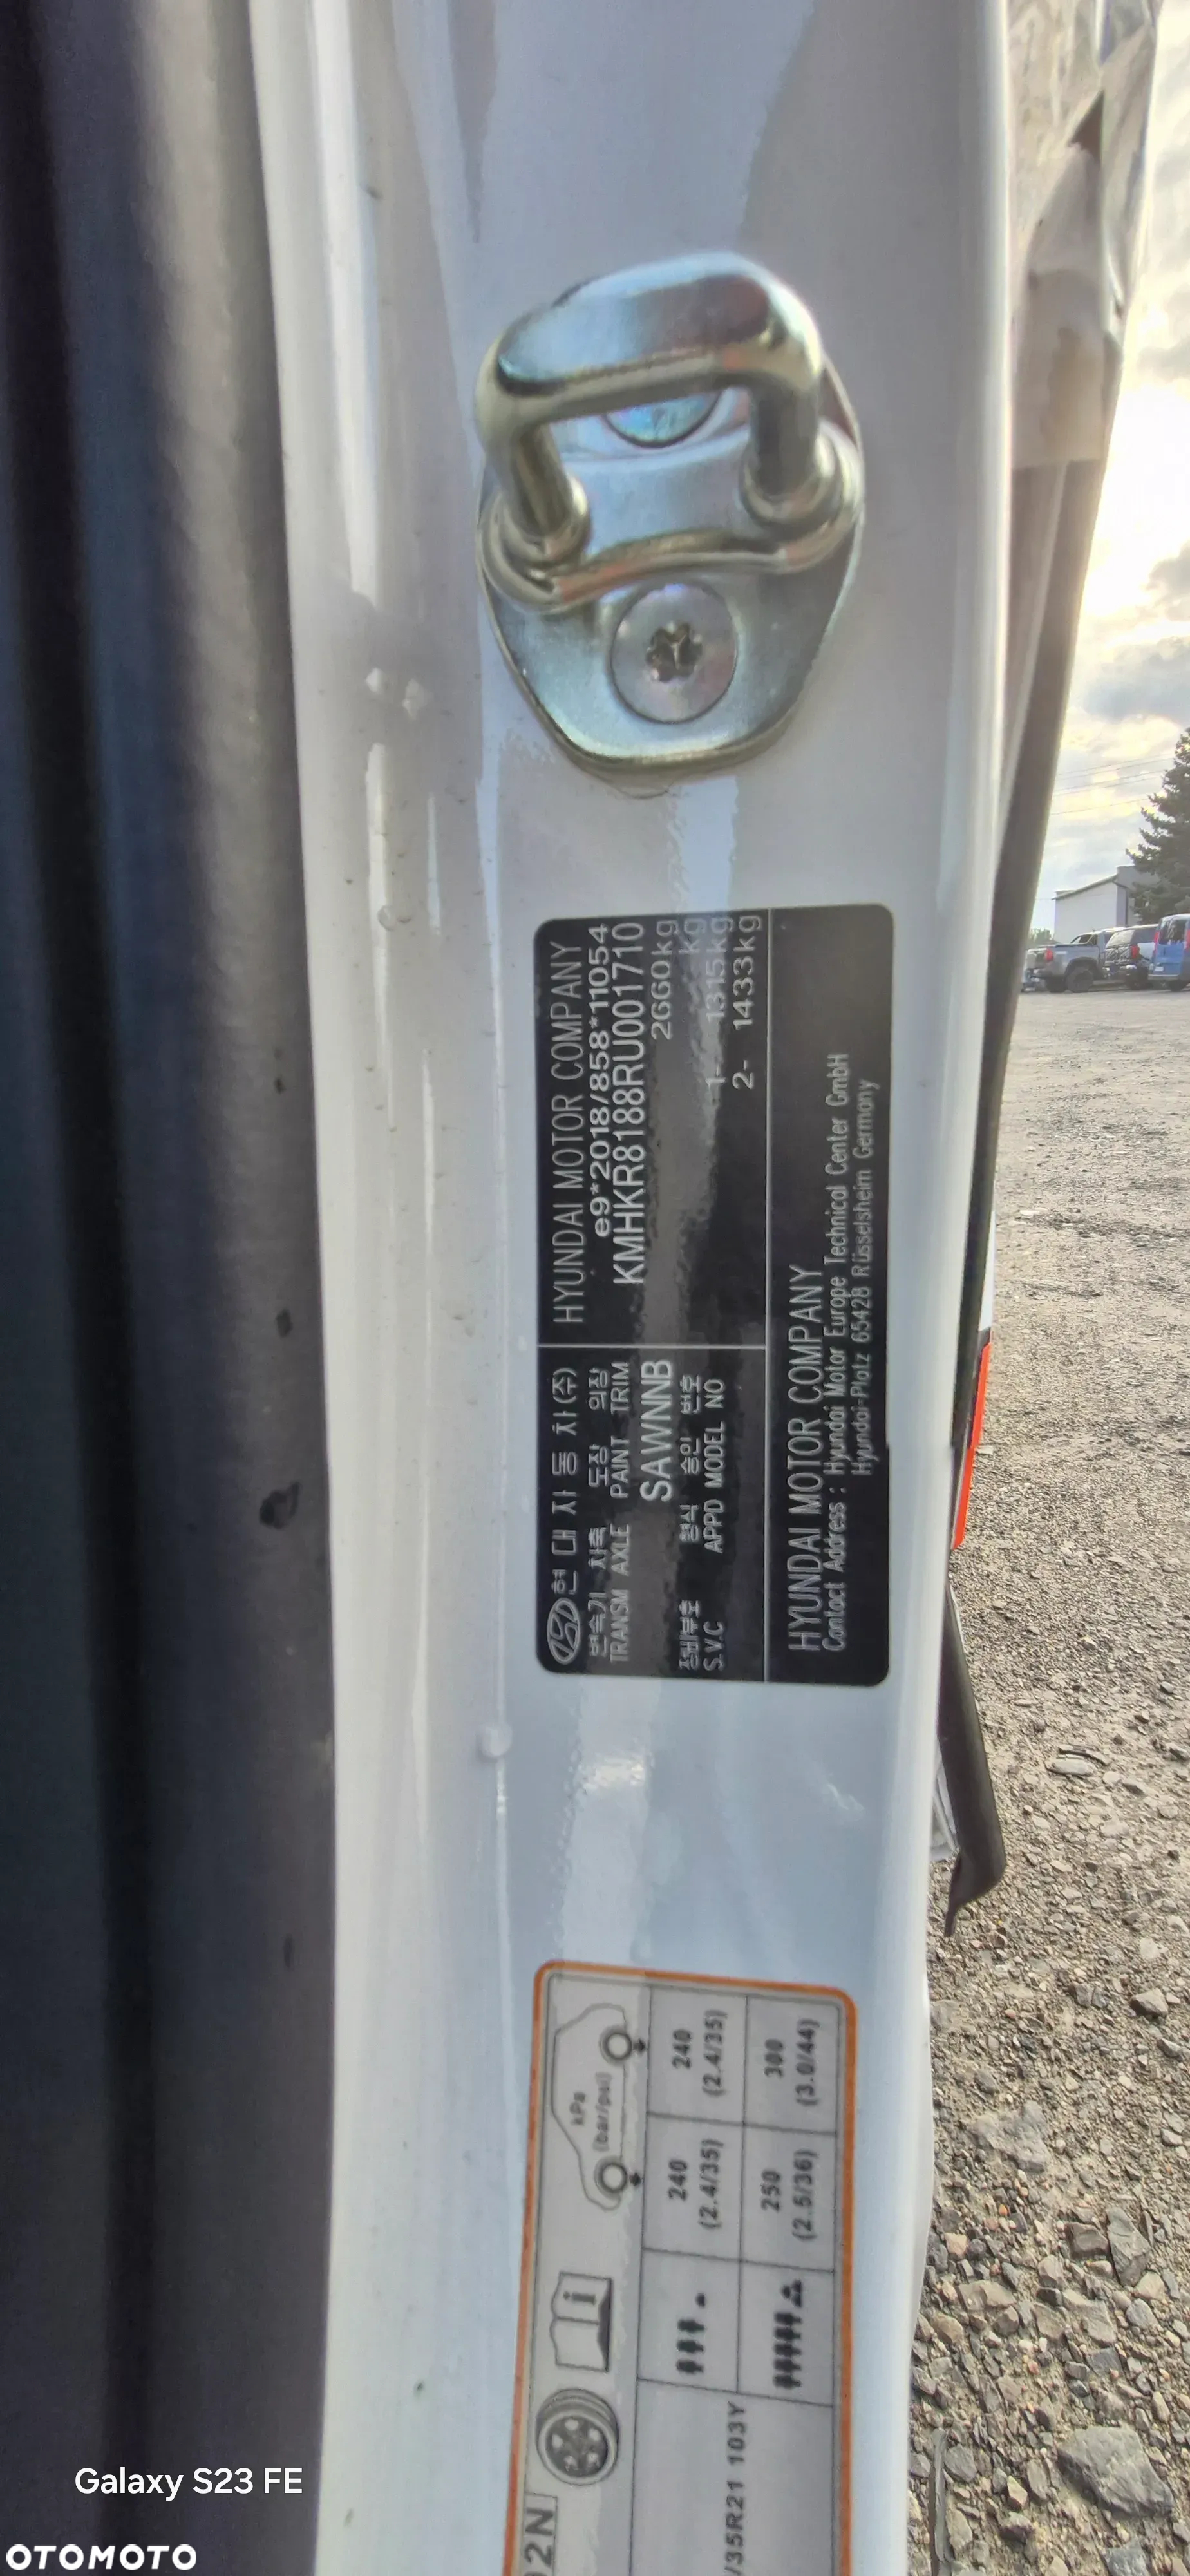 현 대 자 동 차(주)
변속기 차축 도장 의장
TRANSM AXLE PAINT TRIM
SAWNNB
정비부호 형식 승인 번호
S.V.C APPD MODEL NO
HYUNDAI MOTOR COMPANY
e9*2018/858*11054
KMHKR8188RU001710
2660kg
kg
1- 1315kg
2- 1433kg
HYUNDAI MOTOR COMPANY
Contact Address : Hyundai Motor Europe Technical Center GmbH
Hyundai-Platz 65428 Rüsselsheim Germany
02N
i
kPa
(bar/psi)
/35R21 103Y
240
(2.4/35)
240
(2.4/35)
250
(2.5/36)
300
(3.0/44)
Galaxy S23 FE
OTOMOTO